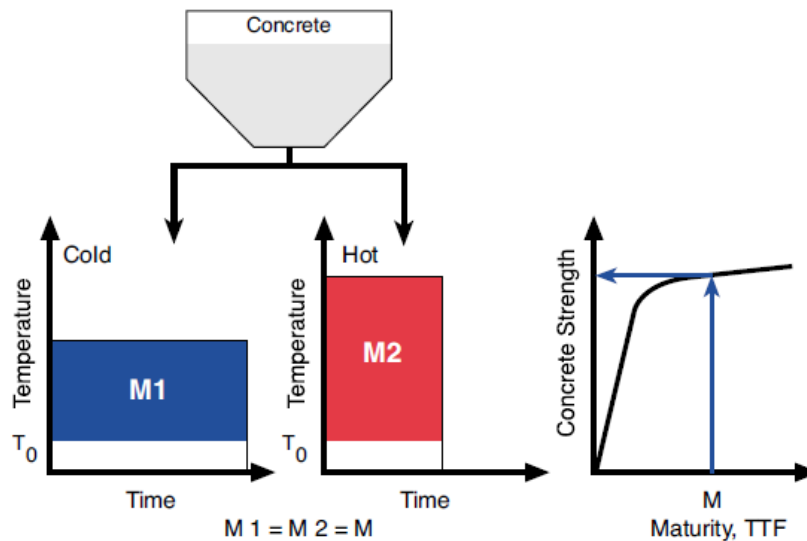 Concrete
Cold
Temperature
M1
T0
Time
Hot
Temperature
M2
T0
Time
M 1 = M 2 = M
Concrete Strength
M
Maturity, TTF